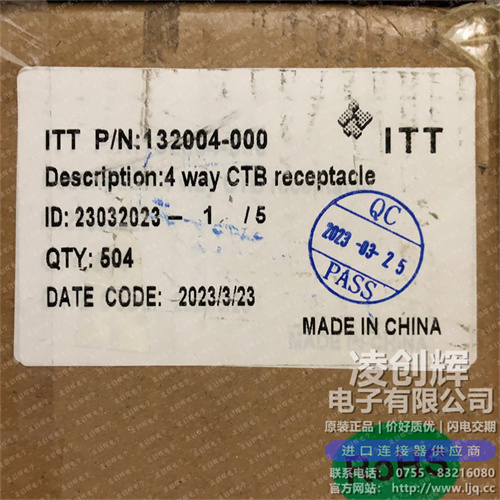 ITT P/N:132004-000
ITT
Description:4 way CTB receptacle
ID: 23032023 - 1 /5
QTY: 504
DATE CODE: 2023/3/23
QC
2023-03-25
PASS
MADE IN CHINA
凌创辉
电子有限公司
原装正品|价好质优|闪电交期
进口连接器供应商
联系电话: 0755-83216080
官方网站: http://www.ljq.cc
RoHS